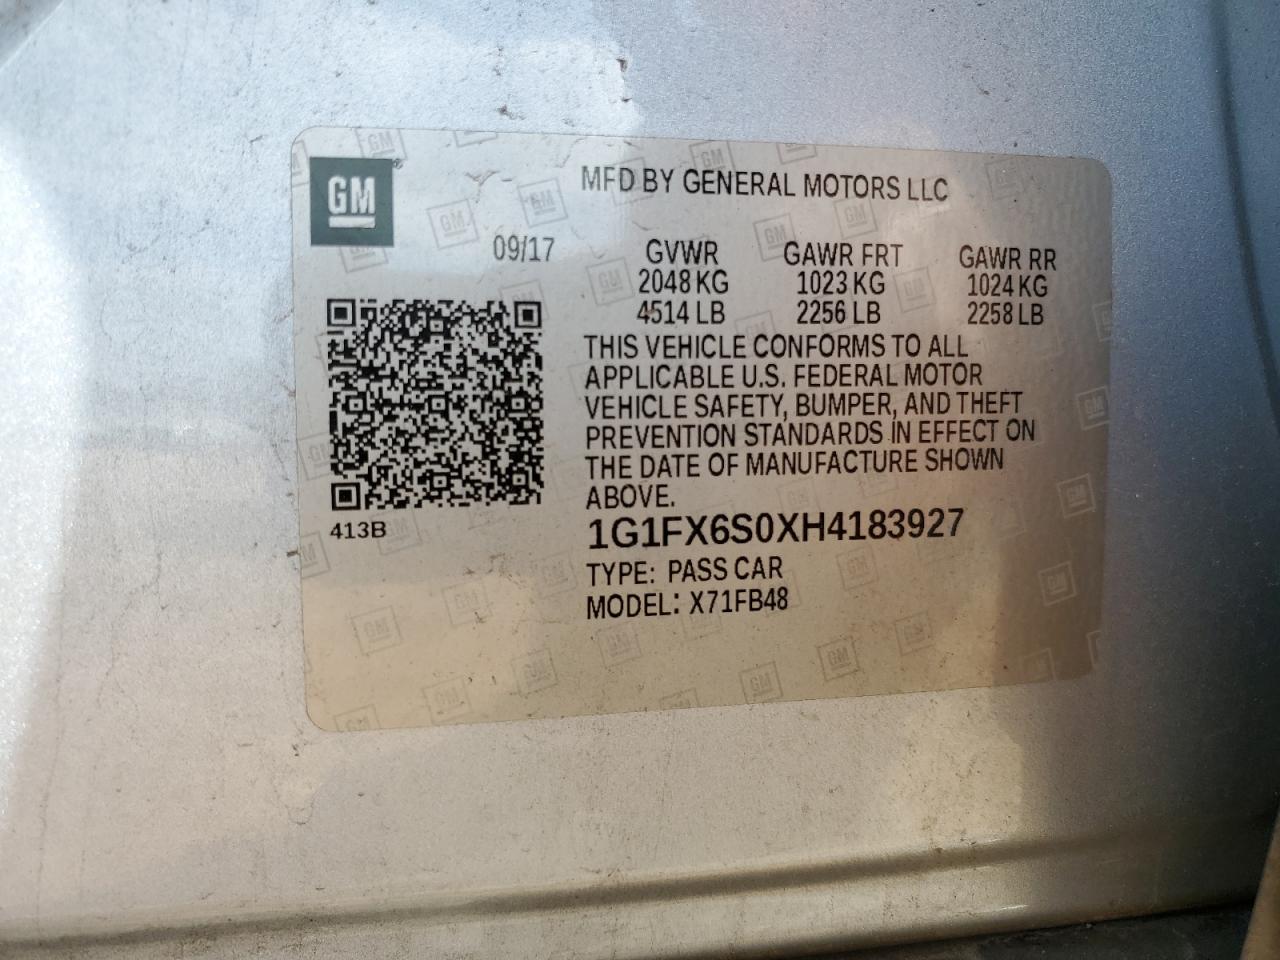 GM
MFD BY GENERAL MOTORS LLC
09/17 GVWR GAWR FRT GAWR RR
2048 KG 1023 KG 1024 KG
4514 LB 2256 LB 2258 LB
THIS VEHICLE CONFORMS TO ALL
APPLICABLE U.S. FEDERAL MOTOR
VEHICLE SAFETY, BUMPER, AND THEFT
PREVENTION STANDARDS IN EFFECT ON
THE DATE OF MANUFACTURE SHOWN
ABOVE.
413B
1G1FX6S0XH4183927
TYPE: PASS CAR
MODEL: X71FB48